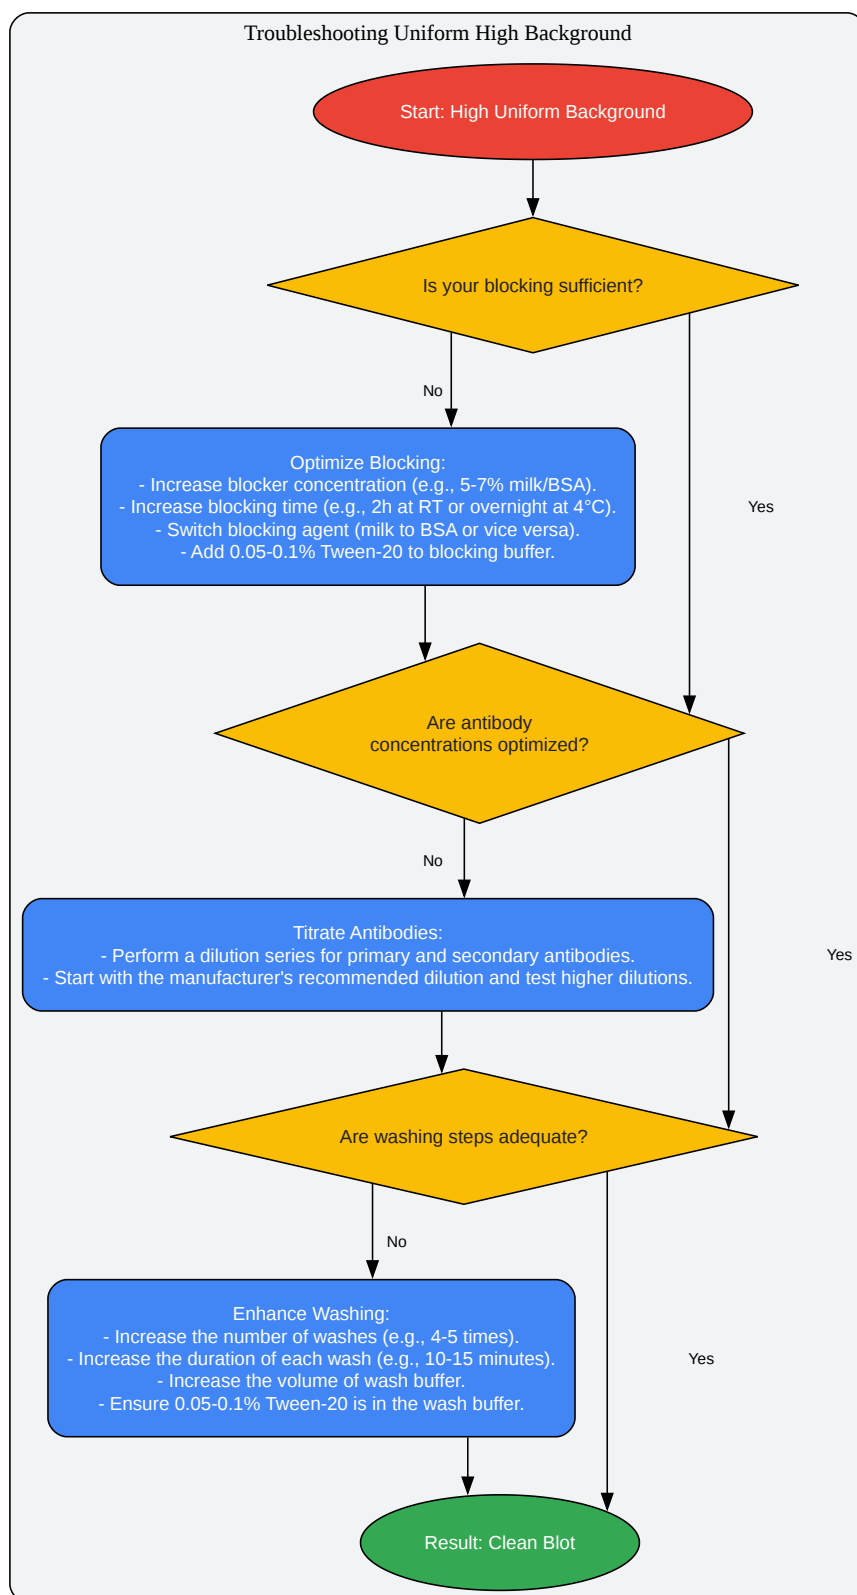 Troubleshooting Uniform High Background
Start: High Uniform Background
Is your blocking sufficient?
No
Optimize Blocking:
- Increase blocker concentration (e.g., 5-7% milk/BSA).
- Increase blocking time (e.g., 2h at RT or overnight at 4°C).
- Switch blocking agent (milk to BSA or vice versa).
- Add 0.05-0.1% Tween-20 to blocking buffer.
Yes
Are antibody
concentrations optimized?
No
Titrate Antibodies:
- Perform a dilution series for primary and secondary antibodies.
- Start with the manufacturer's recommended dilution and test higher dilutions.
Yes
Are washing steps adequate?
No
Enhance Washing:
- Increase the number of washes (e.g., 4-5 times).
- Increase the duration of each wash (e.g., 10-15 minutes).
- Increase the volume of wash buffer.
- Ensure 0.05-0.1% Tween-20 is in the wash buffer.
Yes
Result: Clean Blot